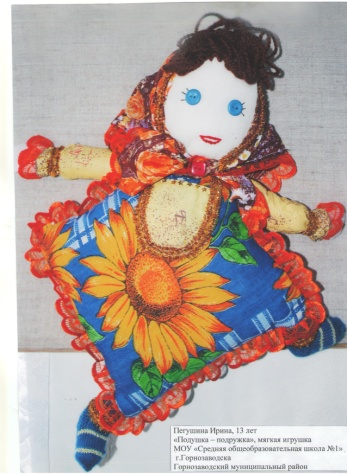 Пегушина Ирина, 13 лет
«Подушка – подружка», мягкая игрушка
МОУ «Средняя общеобразовательная школа №1»
г.Горнозаводска
Горнозаводский муниципальный район